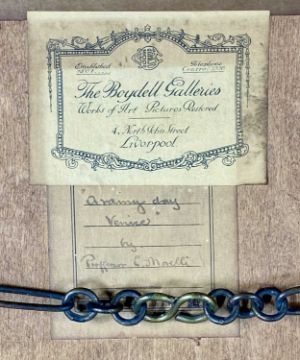 Established
Telephone
The Boydell Galleries
Works of Art Pictures Restored
4, North John Street
Liverpool
day
Venice"
by
Professor